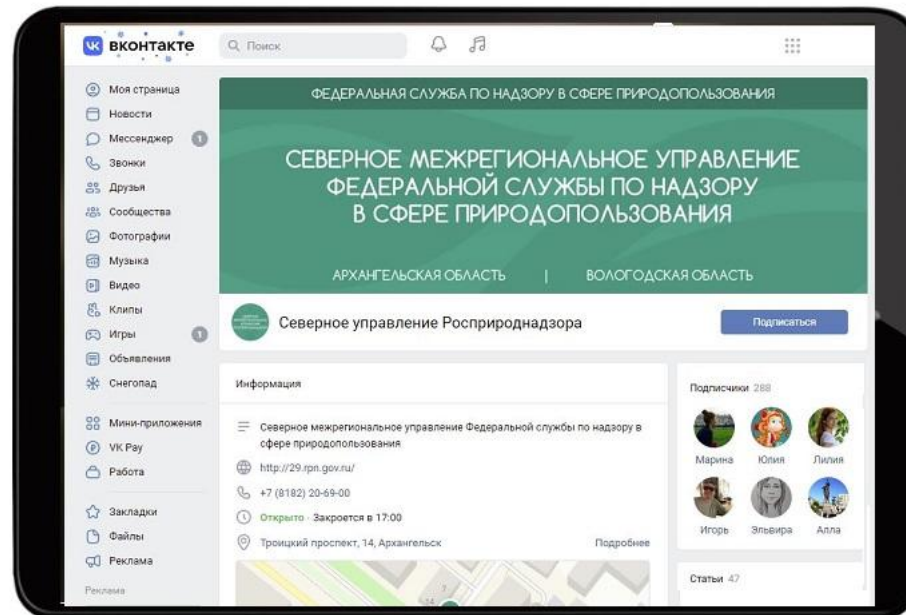 вконтакте
Поиск
Моя страница
Новости
Мессенджер 1
Звонки
Друзья
Сообщества
Фотографии
Музыка
Видео
Клипы
Игры 1
Объявления
Снегопад
Мини-приложения
VK Pay
Работа
Закладки
Файлы
Реклама
Реклама
ФЕДЕРАЛЬНАЯ СЛУЖБА ПО НАДЗОРУ В СФЕРЕ ПРИРОДОПОЛЬЗОВАНИЯ
СЕВЕРНОЕ МЕЖРЕГИОНАЛЬНОЕ УПРАВЛЕНИЕ
ФЕДЕРАЛЬНОЙ СЛУЖБЫ ПО НАДЗОРУ
В СФЕРЕ ПРИРОДОПОЛЬЗОВАНИЯ
АРХАНГЕЛЬСКАЯ ОБЛАСТЬ | ВОЛОГОДСКАЯ ОБЛАСТЬ
Северное управление Росприроднадзора
Подписаться
Информация
Северное межрегиональное управление Федеральной службы по надзору в
сфере природопользования
http://29.rpn.gov.ru/
+7 (8182) 20-69-00
Открыто · Закроется в 17:00
Троицкий проспект, 14, Архангельск Подробнее
7
14
Подписчики 288
Марина Юлия Лилия
Игорь Эльвира Алла
Статьи 47